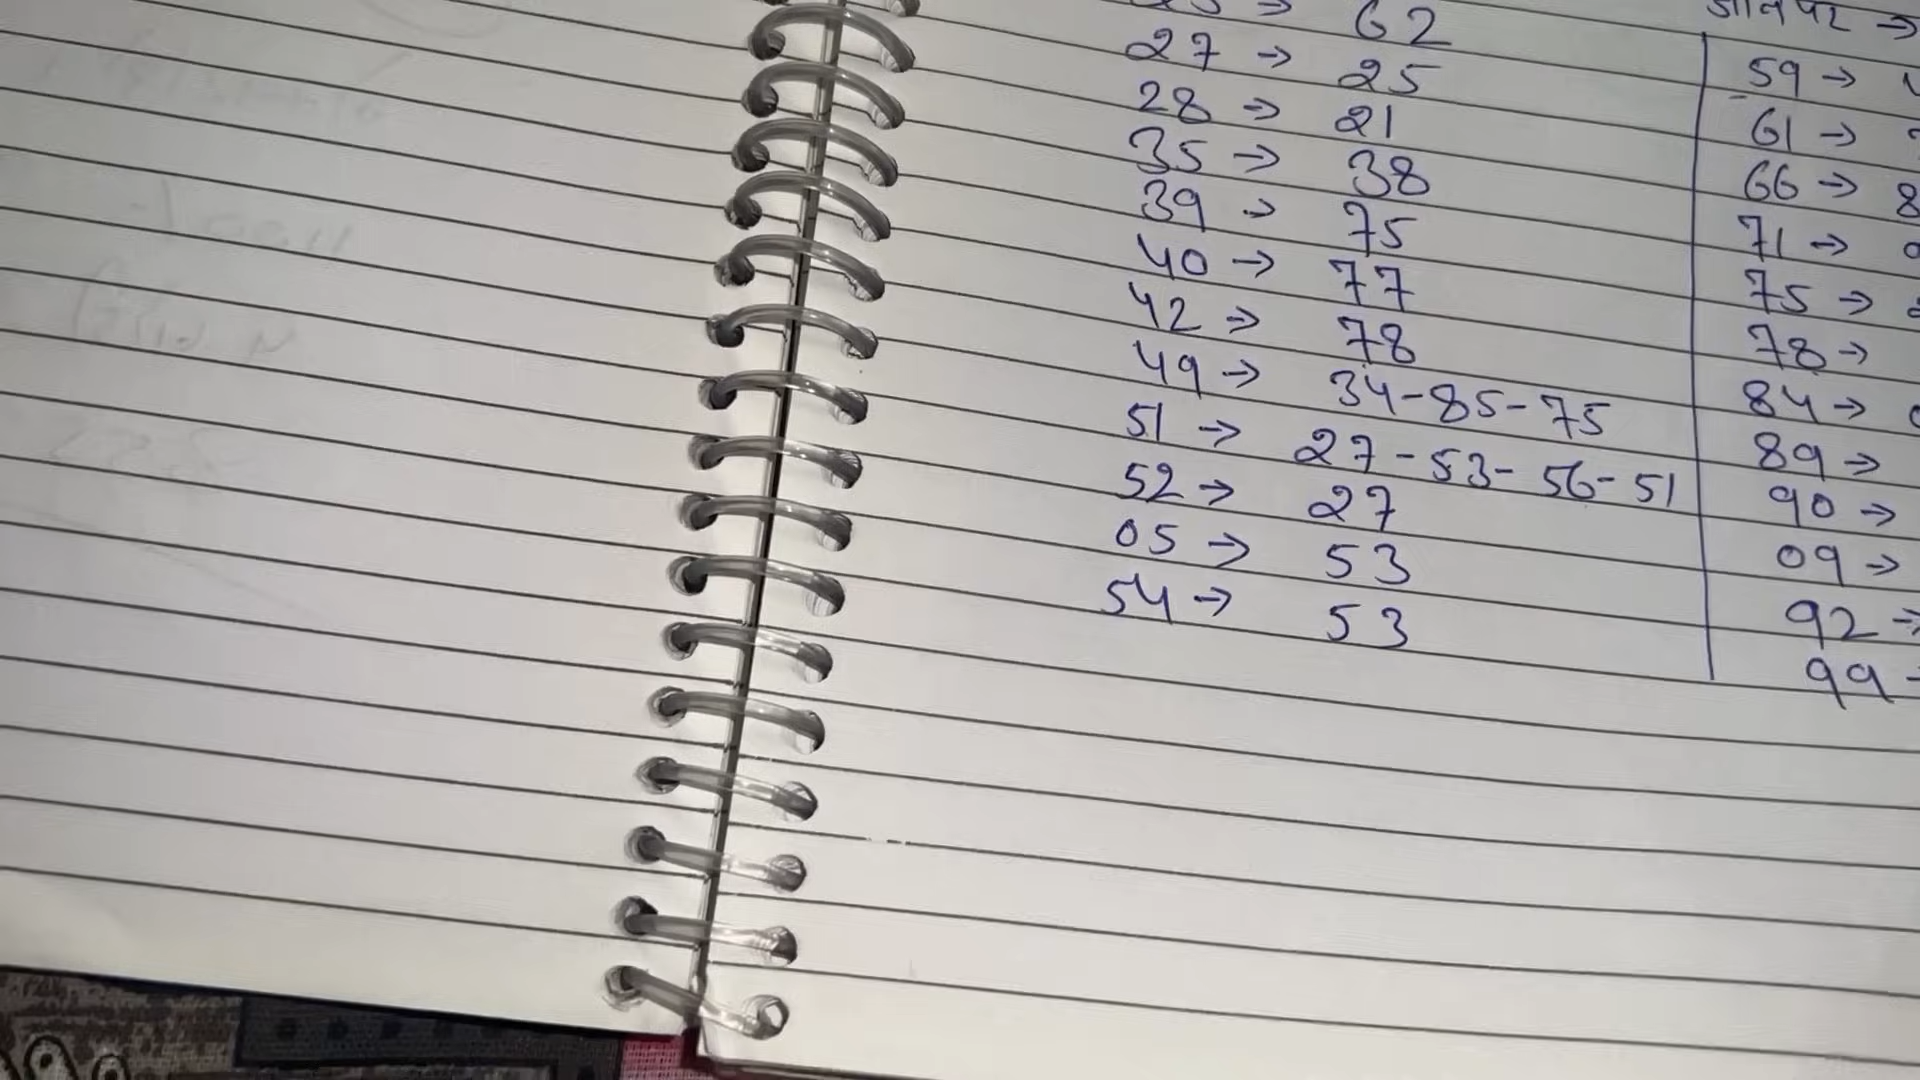 → 62
27 → 25
28 → 21
35 → 38
39 → 75
40 → 77
42 → 78
49 → 34-85-75
51 → 27-53-56-51
52 → 27
05 → 53
54 → 53
→
59 →
61 →
66 → 8
71 →
75 →
78 →
84 →
89 →
90 →
09 →
92 →
99